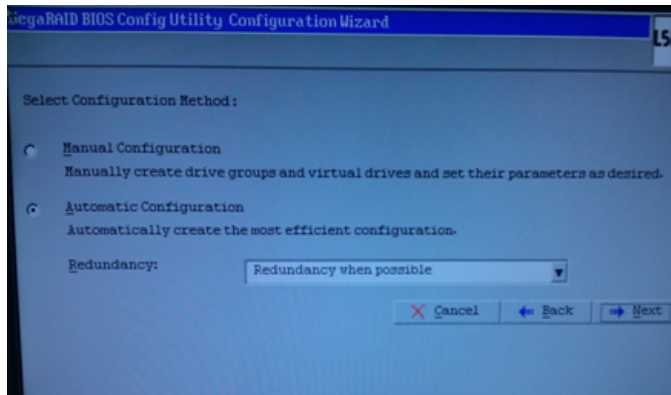 MegaRAID BIOS Config Utility Configuration Wizard
LS
Select Configuration Method:
Manual Configuration
Manually create drive groups and virtual drives and set their parameters as desired.
Automatic Configuration
Automatically create the most efficient configuration.
Redundancy: Redundancy when possible
Cancel Back Next